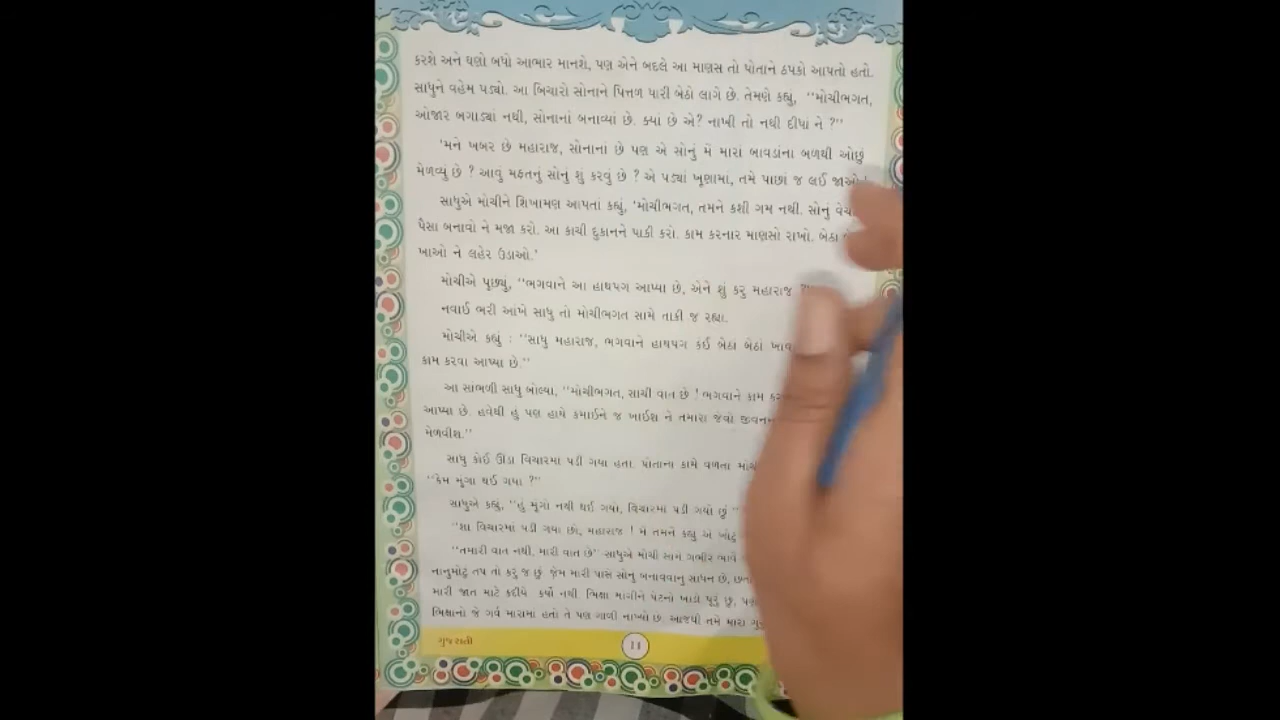 કરશે અને ઘણો બધો આભાર માનશે, પણ એને બદલે આ માણસ તો પોતાને ઠપકો આપતો હતો.
સાધુને વહેમ પડ્યો. આ બિચારો સોનાને પિત્તળ ધારી બેઠો લાગે છે. તેમણે કહ્યુ, ‘‘મોચીભગત,
ઓજાર બગાડ્યાં નથી, સોનાનાં બનાવ્યાં છે. ક્યાં છે એ? નાખી તો નથી દીધાં ને ?’’
‘મને ખબર છે મહારાજ, સોનાનાં છે પણ એ સોનું મેં મારા બાવડાંના બળથી ઓછું
મેળવ્યું છે ? આવું મફતનું સોનું શું કરવું છે ? એ પડ્યાં ખૂણામાં, તમે પાછાં જ લઈ જાઓ.’
સાધુએ મોચીને શિખામણ આપતાં કહ્યું, ‘મોચીભગત, તમને કશી ગમ નથી. સોનું
પૈસા બનાવો ને મજા કરો. આ કાચી દુકાનને પાકી કરો. કામ કરનાર માણસો રાખો. બેઠા
ખાઓ ને લહેર ઉડાઓ.’
મોચીએ પુછ્યું, ‘‘ભગવાને આ હાથપગ આપ્યા છે, એને શું કરુ મહારાજ ?’’
નવાઈ ભરી આંખે સાધુ તો મોચીભગત સામે તાકી જ રહ્યા.
મોચીએ કહ્યું : ‘‘સાધુ મહારાજ, ભગવાને હાથપગ કંઈ બેઠાં બેઠાં
કામ કરવા આપ્યા છે.’’
આ સાંભળી સાધુ બોલ્યા, ‘‘મોચીભગત, સાચી વાત છે ! ભગવાને કામ
આપ્યા છે. હવેથી હું પણ હાથે કમાઈને જ ખાઈશ ને તમારા જેવો
મેળવીશ.’’
સાધુ કોઈ ઊંડા વિચારમાં પડી ગયા હતા. પોતાના કામે વળતા
‘‘કેમ મૂંગા થઈ ગયા ?’’
સાધુએ કહ્યું, ‘‘હું મૂંગો નથી થઈ ગયો, વિચારમાં પડી ગયો છું ’’
‘‘શા વિચારમાં પડી ગયા છો, મહારાજ ! મેં તમને કહ્યું એ ખોટું
‘‘તમારી વાત નથી, મારી વાત છે’ સાધુએ મોચી સામે ગંભીર ભાવે
નાનુંમોટું તપ તો કરું જ છું જેમ મારી પાસે સોનું બનાવવાનું સાધન છે,
મારી જાત માટે કદીયે કર્યો નથી ભિક્ષા માગીને પેટનો ખાડો પૂરું છું,
ભિક્ષાનો જે ગર્વ મારામાં હતો તે પણ ગાળી નાખ્યો છે. આજથી તમે મારા
ગુજરાતી
11